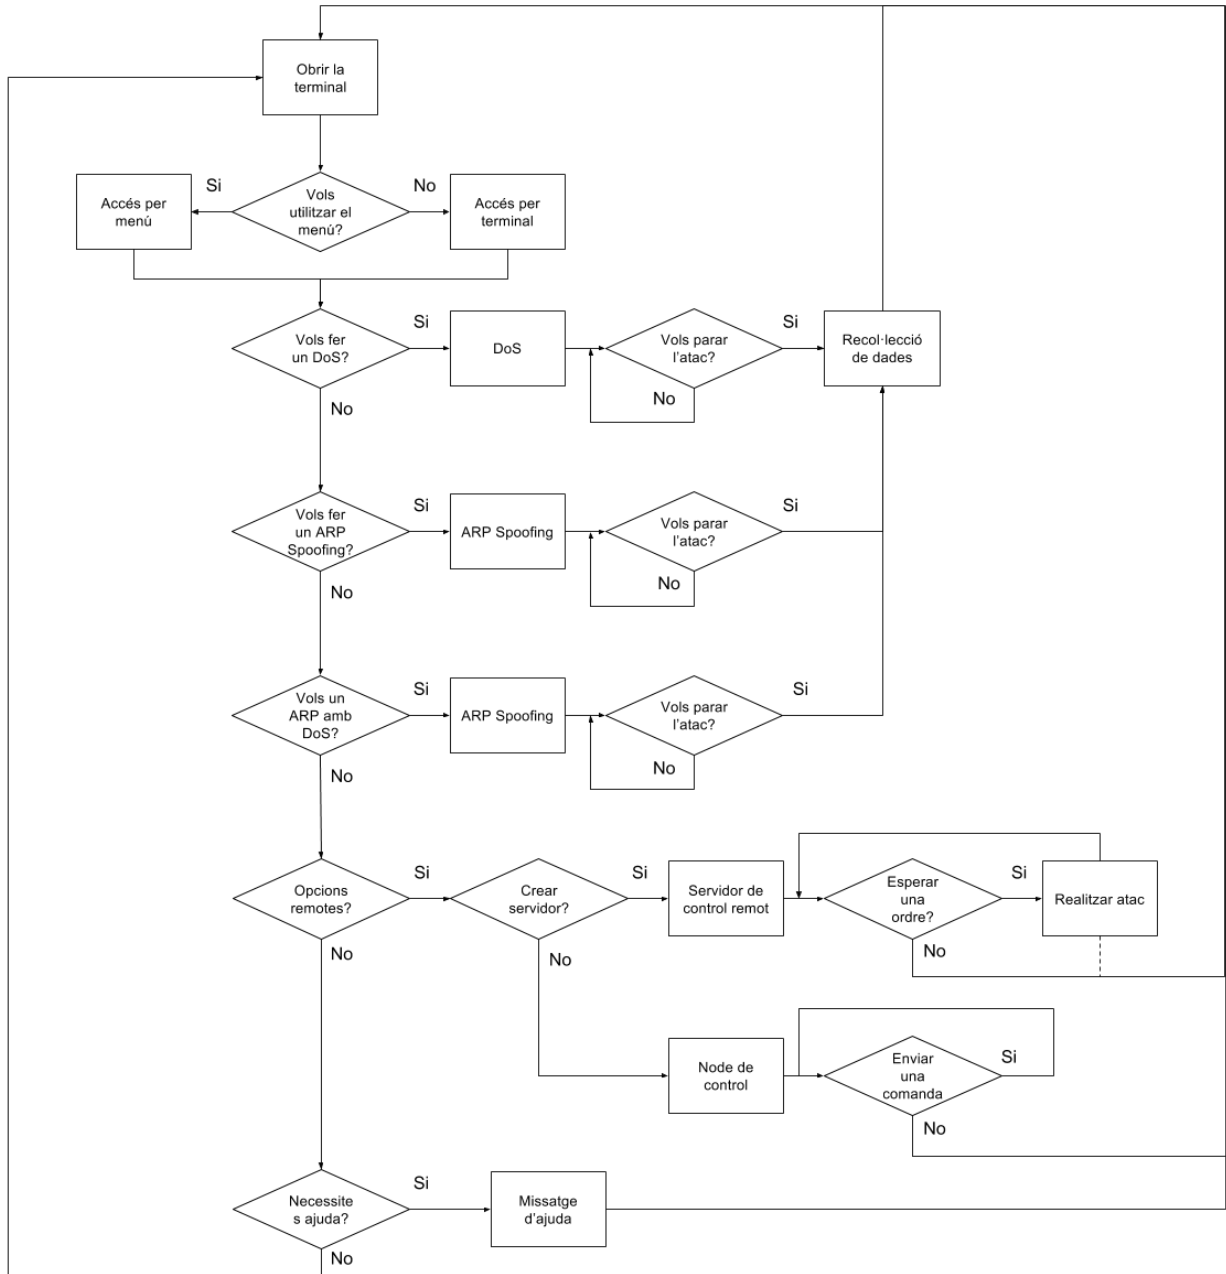 Obrir la
terminal
Si
No
Accés per
menú
Vols
utilitzar el
menú?
Accés per
terminal
Vols fer
un DoS?
Si
DoS
Vols parar
l'atac?
Si
Recol·lecció
de dades
No
No
Vols fer
un ARP
Spoofing?
Si
ARP Spoofing
Vols parar
l'atac?
Si
No
No
Vols un
ARP amb
DoS?
Si
ARP Spoofing
Vols parar
l'atac?
Si
No
No
Opcions
remotes?
Si
Crear
servidor?
Si
Servidor de
control remot
Esperar
una
ordre?
Si
Realitzar atac
No
No
No
Node de
control
Enviar
una
comanda
Si
No
Necessite
s ajuda?
Si
Missatge
d'ajuda
No